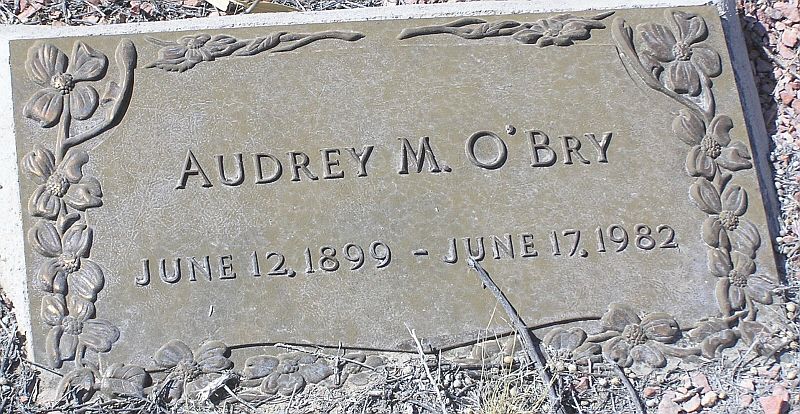 AUDREY M. O'BRY
JUNE 12, 1899 - JUNE 17, 1982